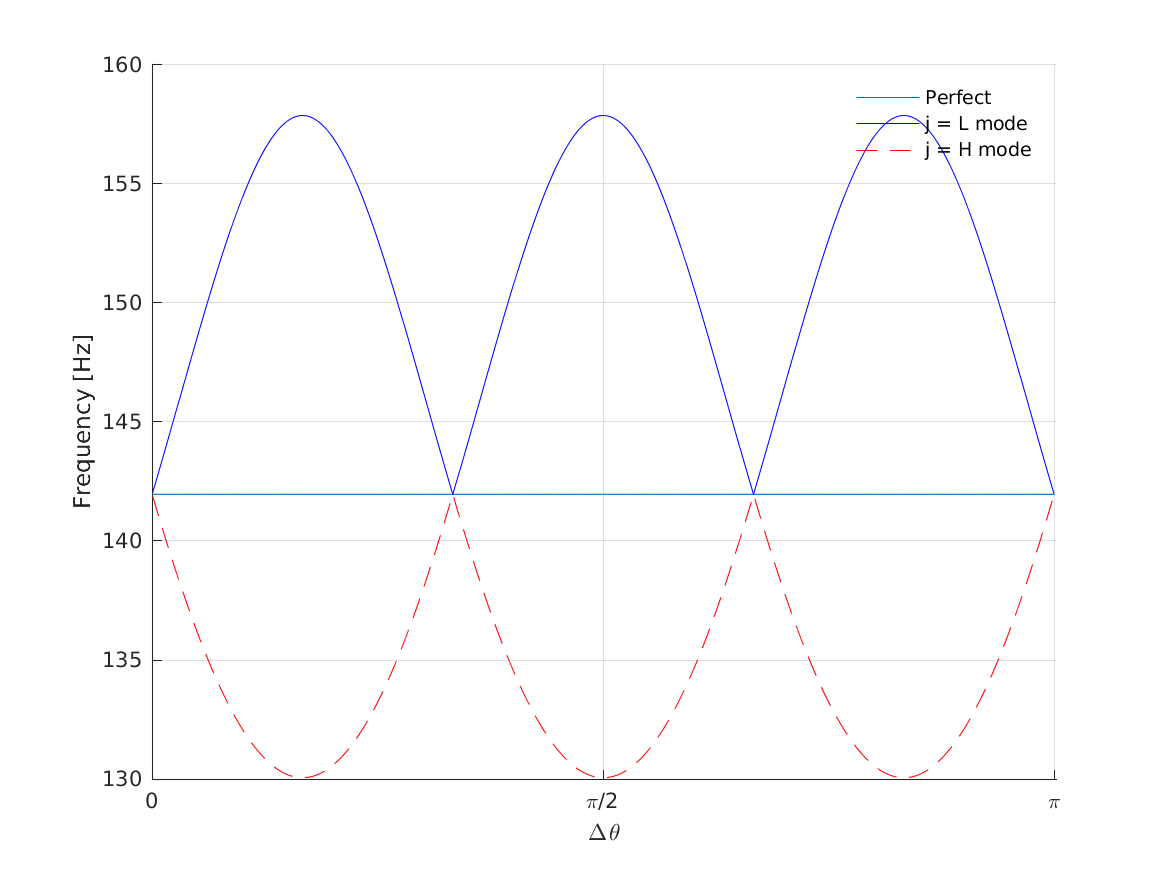 160
155
150
145
140
135
130
Frequency [Hz]
0
π/2
π
Δθ
Perfect
j = L mode
j = H mode